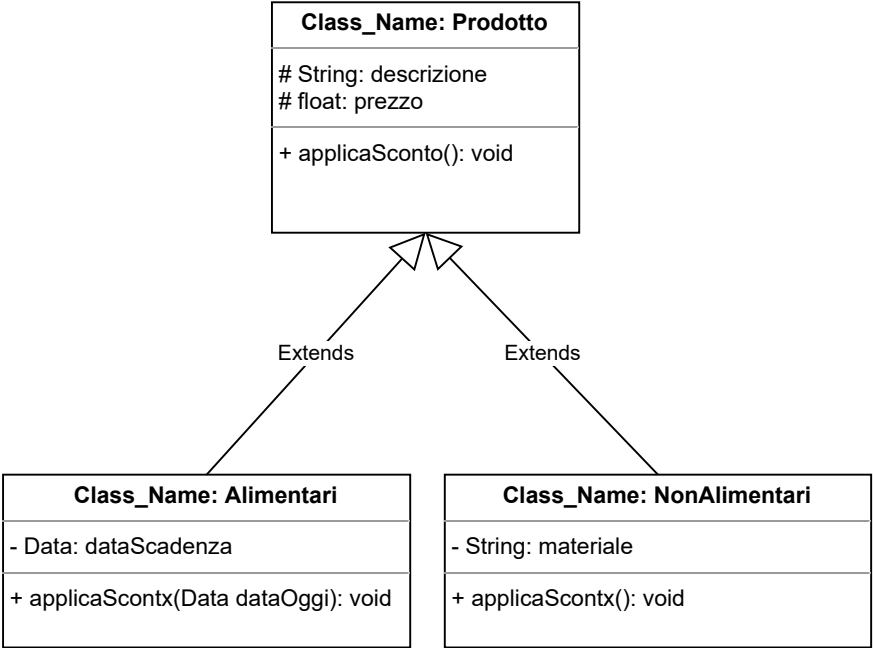 Class_Name: Prodotto
# String: descrizione
# float: prezzo
+ applicaSconto(): void
Extends
Extends
Class_Name: Alimentari
- Data: dataScadenza
+ applicaScontx(Data dataOggi): void
Class_Name: NonAlimentari
- String: materiale
+ applicaScontx(): void